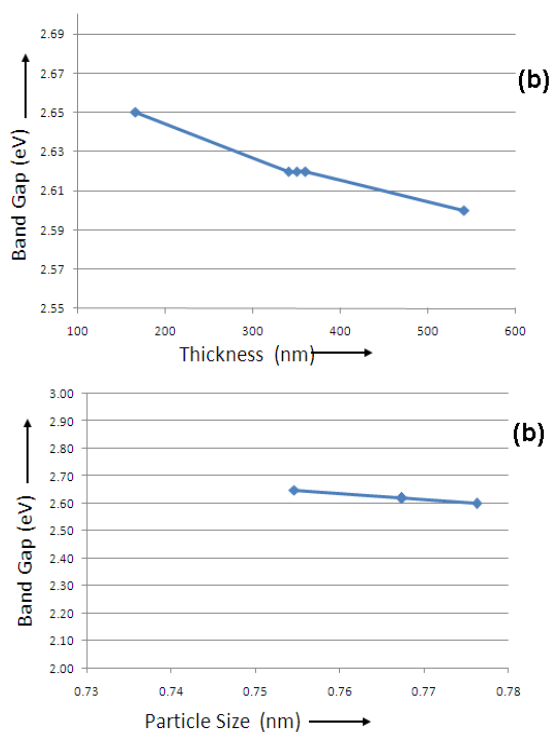 2.69
2.67
(b)
2.65
2.63
2.61
2.59
2.57
2.55
Band Gap (eV)
100 200 300 400 500 600
Thickness (nm)
3.00
2.90
(b)
2.80
2.70
2.60
2.50
2.40
2.30
2.20
2.10
2.00
Band Gap (eV)
0.73 0.74 0.75 0.76 0.77 0.78
Particle Size (nm)